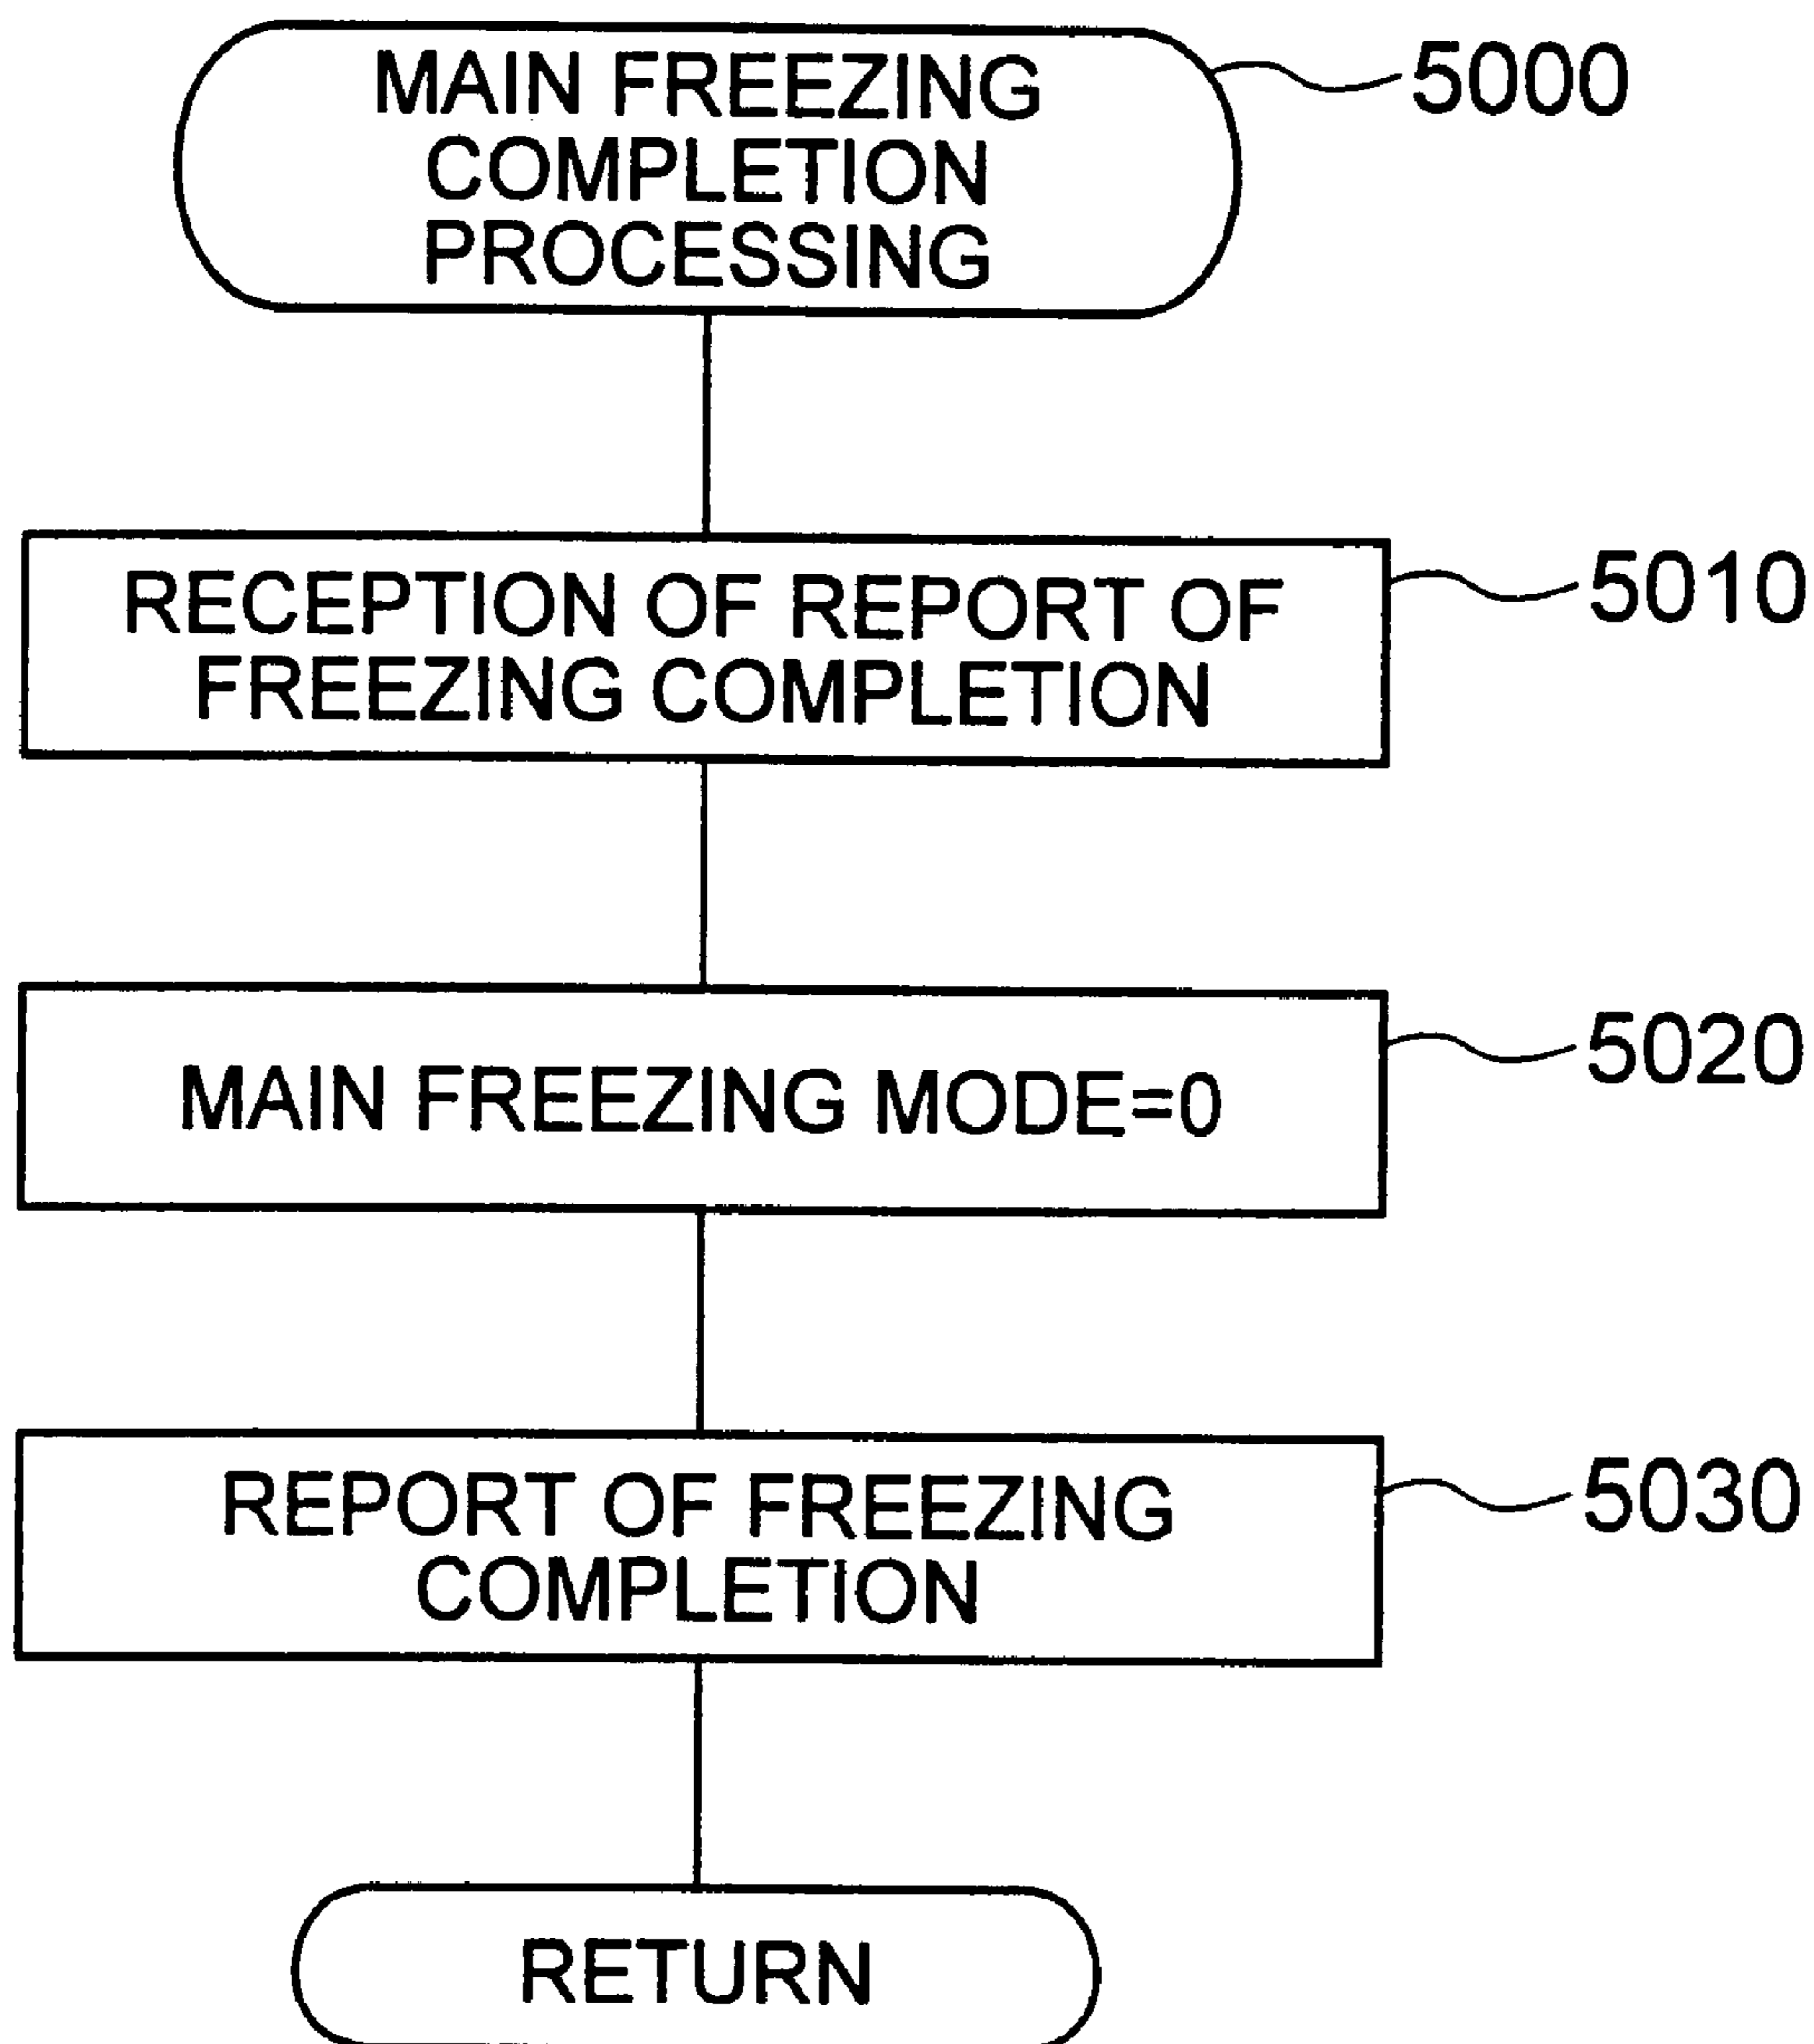 MAIN FREEZING
COMPLETION
PROCESSING
5000
RECEPTION OF REPORT OF
FREEZING COMPLETION
5010
MAIN FREEZING MODE=0
5020
REPORT OF FREEZING
COMPLETION
5030
RETURN